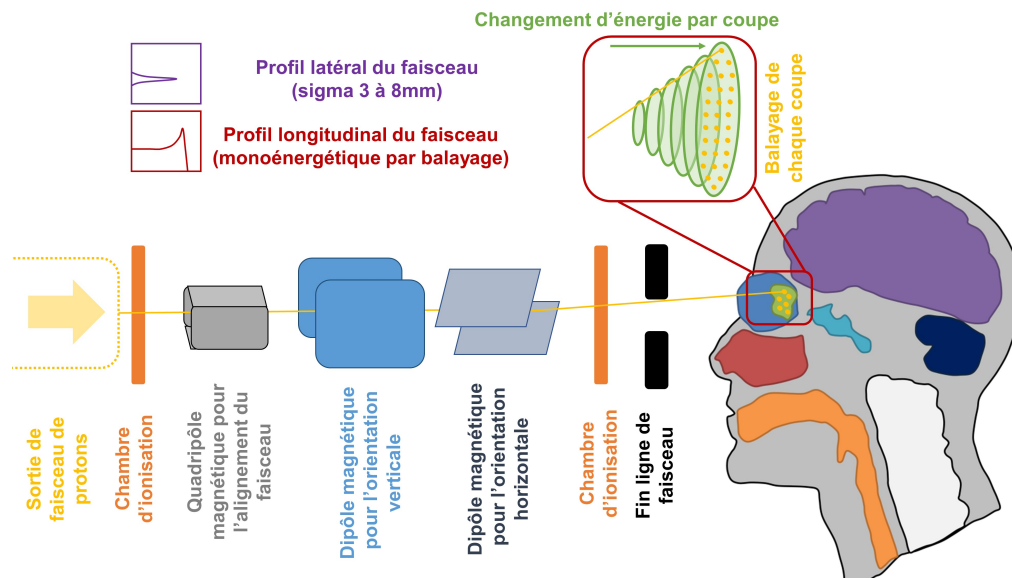 Changement d’énergie par coupe
Profil latéral du faisceau
(sigma 3 à 8mm)
Profil longitudinal du faisceau
(monoénergétique par balayage)
Balayage de
chaque coupe
Sortie de
faisceau de
protons
Chambre
d’ionisation
Quadripôle
magnétique pour
l’alignement du
faisceau
Dipôle magnétique
pour l’orientation
verticale
Dipôle magnétique
pour l’orientation
horizontale
Chambre
d’ionisation
Fin ligne de
faisceau